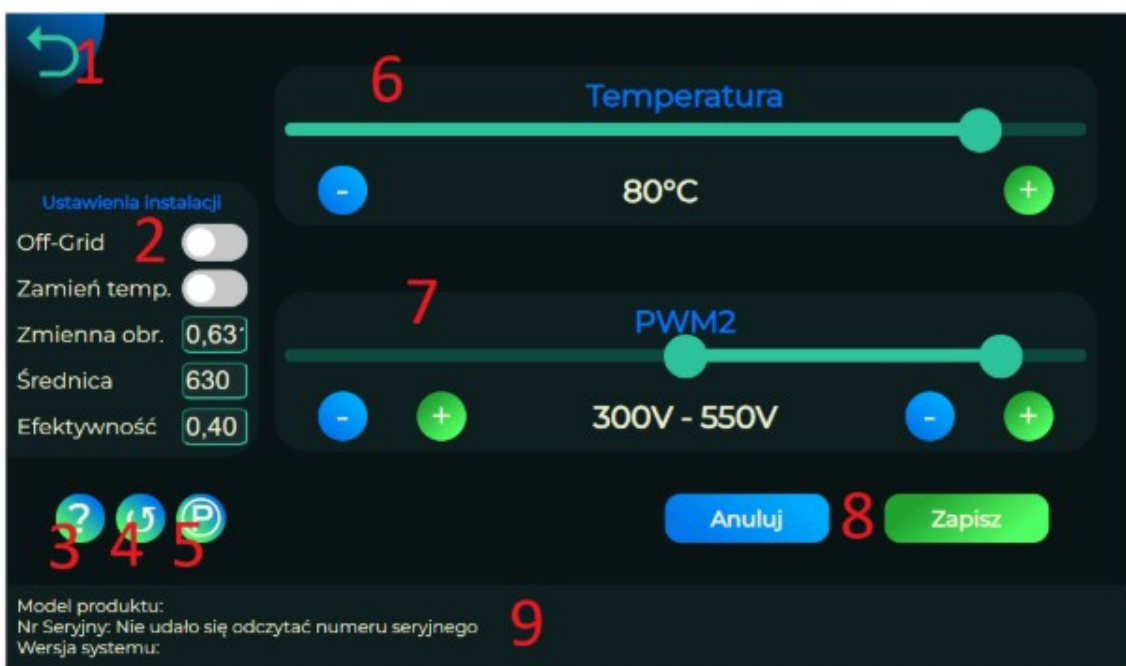 1
6
Temperatura
- 80°C +
Ustawienia instalacji
Off-Grid 2
Zamień temp.
Zmienna obr. 0,631
Średnica 630
Efektywność 0,40
7
PWM2
- + 300V - 550V - +
? ↺ P
3 4 5
Anuluj 8 Zapisz
Model produktu:
Nr Seryjny: Nie udało się odczytać numeru seryjnego
Wersja systemu:
9